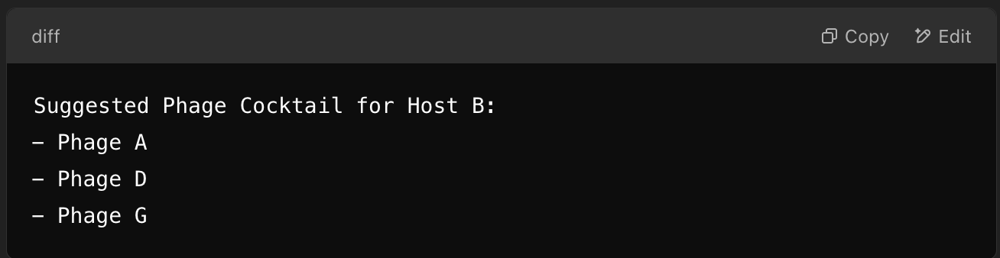 diff
Copy
Edit
Suggested Phage Cocktail for Host B:
- Phage A
- Phage D
- Phage G